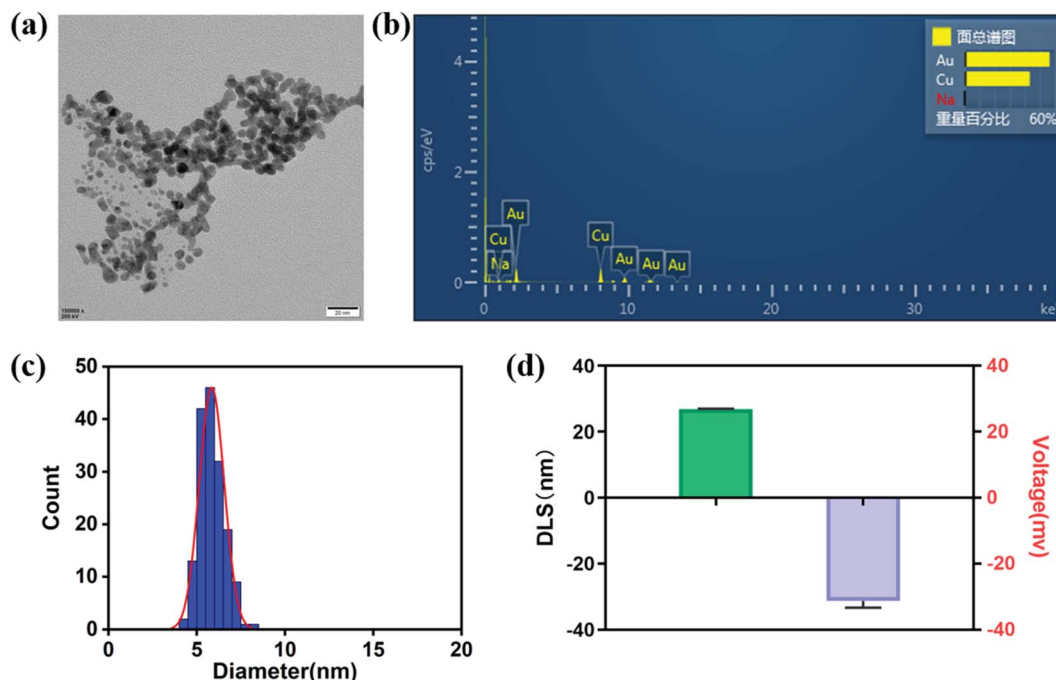 (a)
150000 x
200 kV
20 nm
(b)
cps/eV
4
2
0
面总谱图
Au
Cu
Na
重量百分比 60%
Au
Cu
Na
Cu
Au
Au
Au
0 10 20 30 ke
(c)
Count
50
40
30
20
10
0
0 5 10 15 20
Diameter(nm)
(d)
DLS(nm)
40
20
0
-20
-40
40
20
0
-20
-40
Voltage(mv)